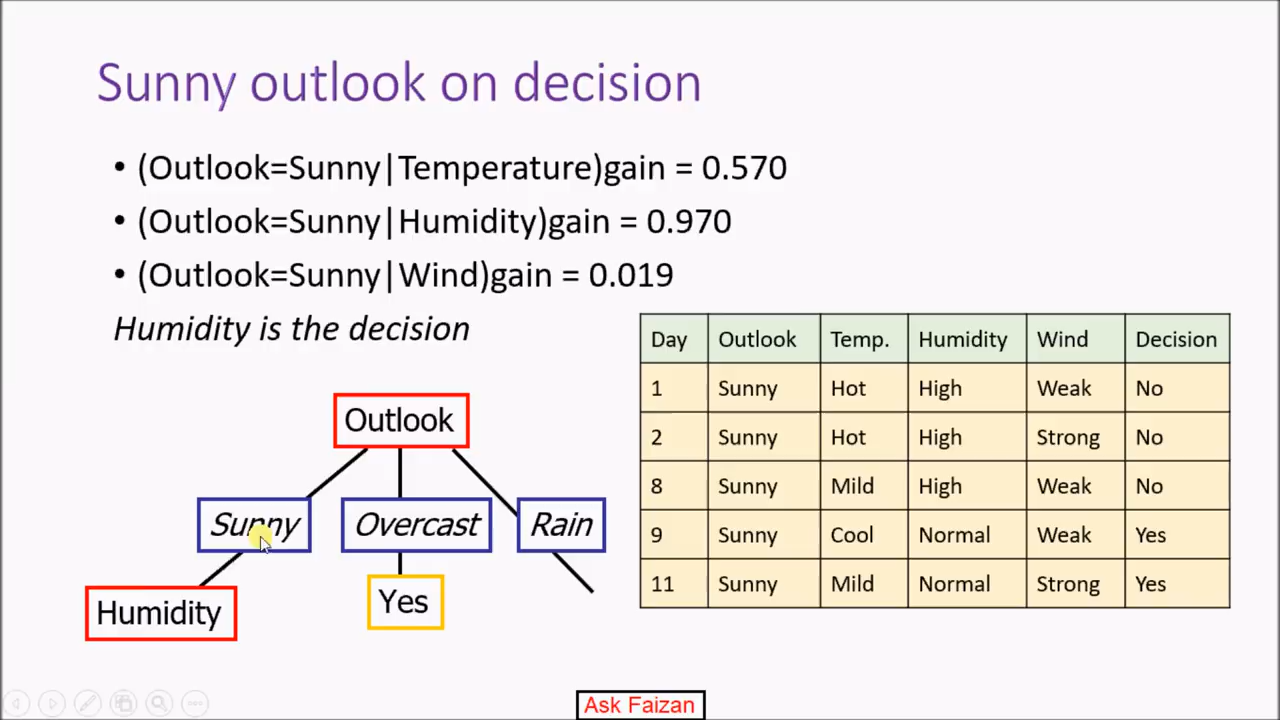 Sunny outlook on decision
• (Outlook=Sunny|Temperature)gain = 0.570
• (Outlook=Sunny|Humidity)gain = 0.970
• (Outlook=Sunny|Wind)gain = 0.019
Humidity is the decision
Outlook
Sunny Overcast Rain
Humidity Yes
Day Outlook Temp. Humidity Wind Decision
1 Sunny Hot High Weak No
2 Sunny Hot High Strong No
8 Sunny Mild High Weak No
9 Sunny Cool Normal Weak Yes
11 Sunny Mild Normal Strong Yes
Ask Faizan